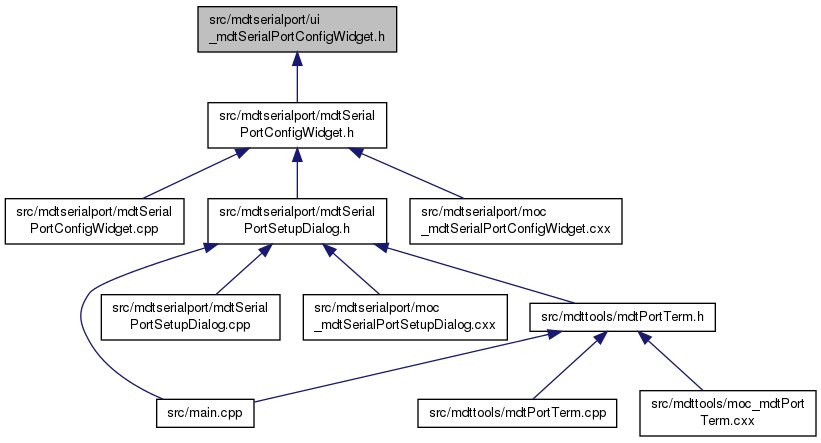 src/mdtserialport/ui
_mdtSerialPortConfigWidget.h
src/mdtserialport/mdtSerial
PortConfigWidget.h
src/mdtserialport/mdtSerial
PortConfigWidget.cpp
src/mdtserialport/mdtSerial
PortSetupDialog.h
src/mdtserialport/moc
_mdtSerialPortConfigWidget.cxx
src/mdtserialport/mdtSerial
PortSetupDialog.cpp
src/mdtserialport/moc
_mdtSerialPortSetupDialog.cxx
src/mdttools/mdtPortTerm.h
src/main.cpp
src/mdttools/mdtPortTerm.cpp
src/mdttools/moc_mdtPort
Term.cxx